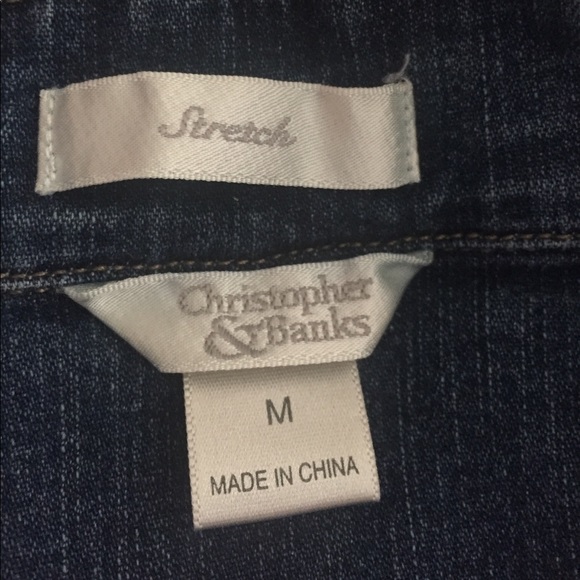 Stretch
Christopher
& Banks
M
MADE IN CHINA